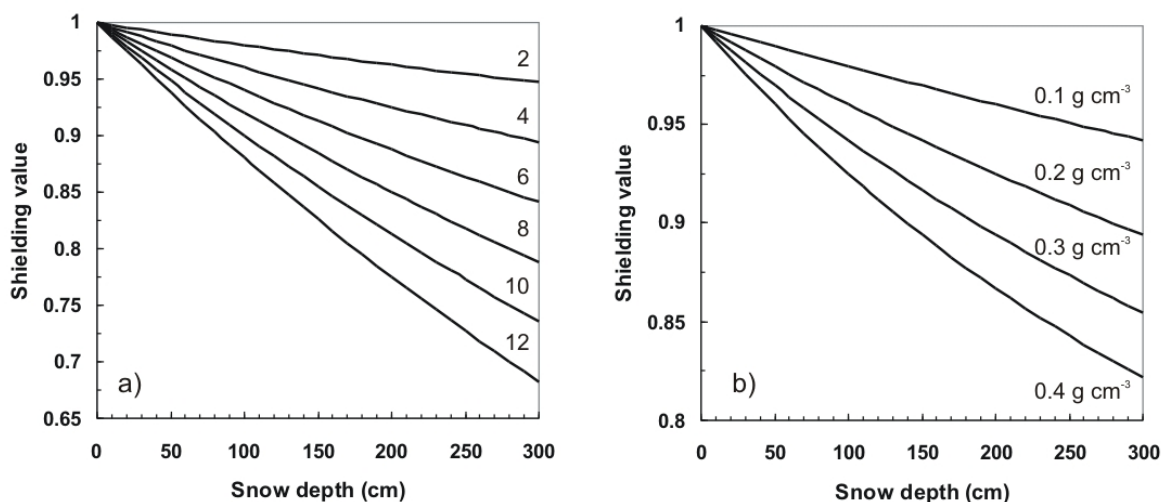 1
0.95
0.9
0.85
0.8
0.75
0.7
0.65
Shielding value
2
4
6
8
10
12
a)
0 50 100 150 200 250 300
Snow depth (cm)
1
0.95
0.9
0.85
0.8
Shielding value
0.1 g cm⁻³
0.2 g cm⁻³
0.3 g cm⁻³
0.4 g cm⁻³
b)
0 50 100 150 200 250 300
Snow depth (cm)